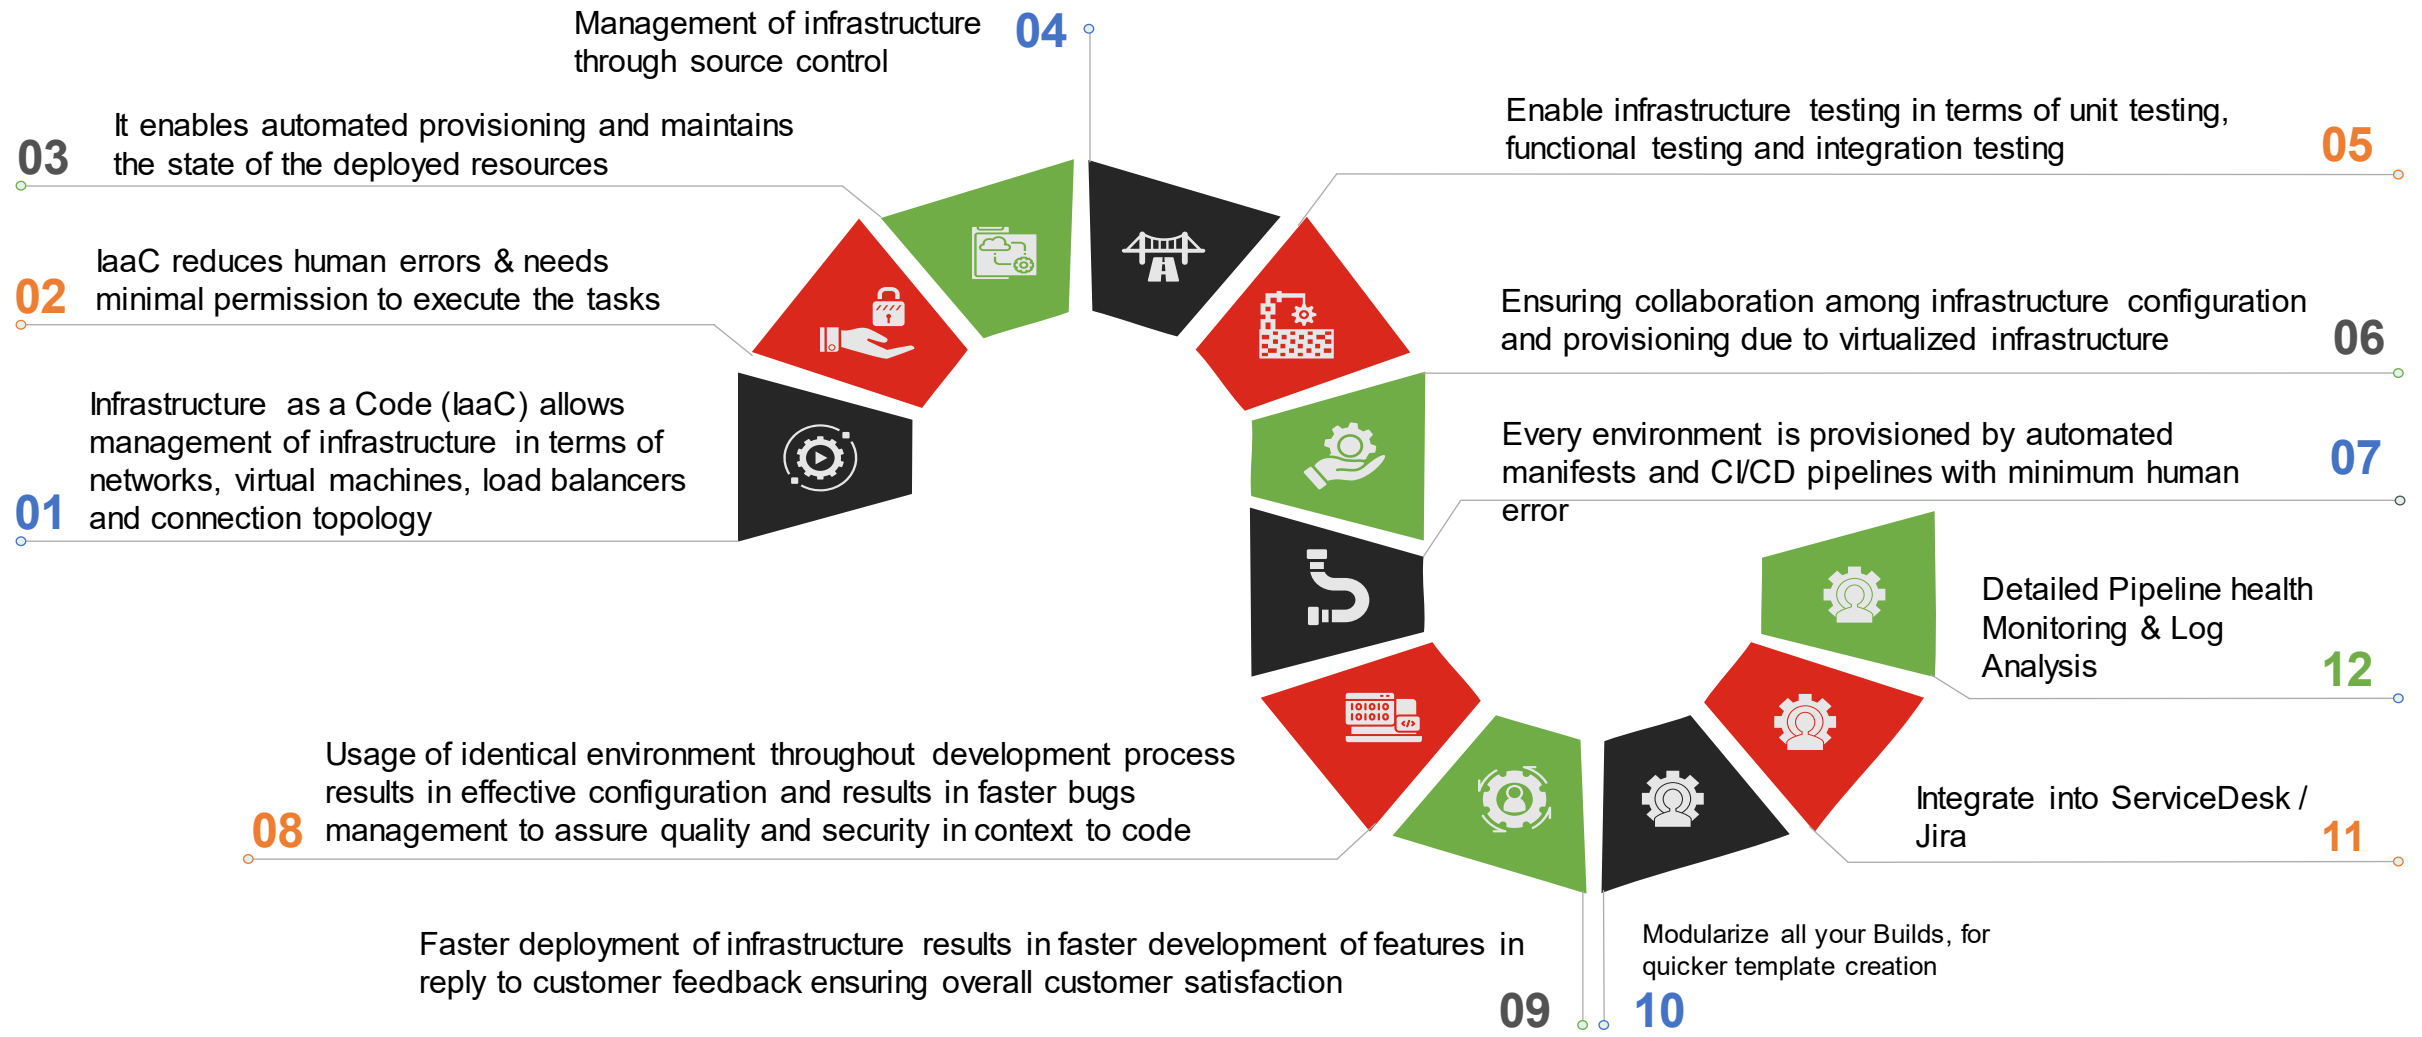 01
Infrastructure as a Code (IaaC) allows
management of infrastructure in terms of
networks, virtual machines, load balancers
and connection topology
02
IaaC reduces human errors & needs
minimal permission to execute the tasks
03
It enables automated provisioning and maintains
the state of the deployed resources
04
Management of infrastructure
through source control
05
Enable infrastructure testing in terms of unit testing,
functional testing and integration testing
06
Ensuring collaboration among infrastructure configuration
and provisioning due to virtualized infrastructure
07
Every environment is provisioned by automated
manifests and CI/CD pipelines with minimum human
error
08
Usage of identical environment throughout development process
results in effective configuration and results in faster bugs
management to assure quality and security in context to code
101010
101010
</>
09
Faster deployment of infrastructure results in faster development of features in
reply to customer feedback ensuring overall customer satisfaction
10
Modularize all your Builds, for
quicker template creation
11
Integrate into ServiceDesk /
Jira
12
Detailed Pipeline health
Monitoring & Log
Analysis